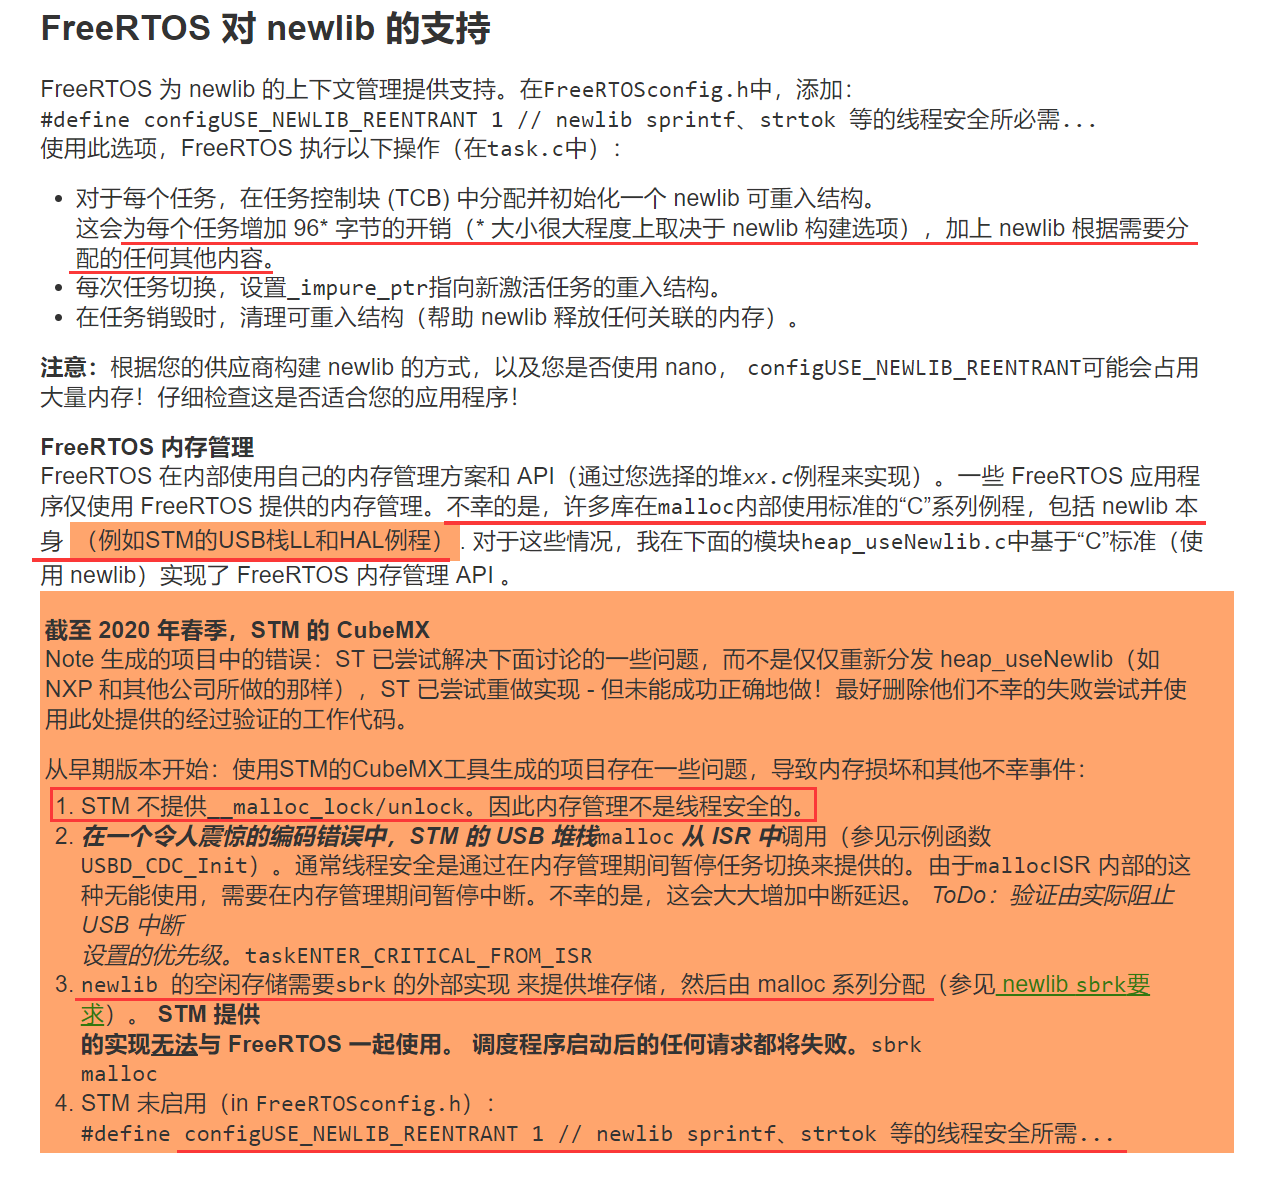 FreeRTOS 对 newlib 的支持
FreeRTOS 为 newlib 的上下文管理提供支持。在FreeRTOSconfig.h中，添加：
#define configUSE_NEWLIB_REENTRANT 1 // newlib sprintf、strtok 等的线程安全所必需...
使用此选项，FreeRTOS 执行以下操作（在task.c中）：
• 对于每个任务，在任务控制块 (TCB) 中分配并初始化一个 newlib 可重入结构。
这会为每个任务增加 96* 字节的开销（* 大小很大程度上取决于 newlib 构建选项），加上 newlib 根据需要分
配的任何其他内容。
• 每次任务切换，设置_impure_ptr指向新激活任务的重入结构。
• 在任务销毁时，清理可重入结构（帮助 newlib 释放任何关联的内存）。
注意：根据您的供应商构建 newlib 的方式，以及您是否使用 nano， configUSE_NEWLIB_REENTRANT可能会占用
大量内存！仔细检查这是否适合您的应用程序！
FreeRTOS 内存管理
FreeRTOS 在内部使用自己的内存管理方案和 API（通过您选择的堆xx.c例程来实现）。一些 FreeRTOS 应用程
序仅使用 FreeRTOS 提供的内存管理。不幸的是，许多库在malloc内部使用标准的“C”系列例程，包括 newlib 本
身 （例如STM的USB栈LL和HAL例程）. 对于这些情况，我在下面的模块heap_useNewlib.c中基于“C”标准（使
用 newlib）实现了 FreeRTOS 内存管理 API 。
截至 2020 年春季，STM 的 CubeMX
Note 生成的项目中的错误：ST 已尝试解决下面讨论的一些问题，而不是仅仅重新分发 heap_useNewlib（如
NXP 和其他公司所做的那样），ST 已尝试重做实现 - 但未能成功正确地做！最好删除他们不幸的失败尝试并使
用此处提供的经过验证的工作代码。
从早期版本开始：使用STM的CubeMX工具生成的项目存在一些问题，导致内存损坏和其他不幸事件：
1. STM 不提供__malloc_lock/unlock。因此内存管理不是线程安全的。
2. 在一个令人震惊的编码错误中，STM 的 USB 堆栈malloc 从 ISR 中调用（参见示例函数
USBD_CDC_Init）。通常线程安全是通过在内存管理期间暂停任务切换来提供的。由于mallocISR 内部的这
种无能使用，需要在内存管理期间暂停中断。不幸的是，这会大大增加中断延迟。 ToDo：验证由实际阻止
USB 中断
设置的优先级。taskENTER_CRITICAL_FROM_ISR
3. newlib 的空闲存储需要sbrk 的外部实现 来提供堆存储，然后由 malloc 系列分配（参见 newlib sbrk要
求）。 STM 提供
的实现无法与 FreeRTOS 一起使用。 调度程序启动后的任何请求都将失败。sbrk
malloc
4. STM 未启用（in FreeRTOSconfig.h）：
#define configUSE_NEWLIB_REENTRANT 1 // newlib sprintf、strtok 等的线程安全所需...